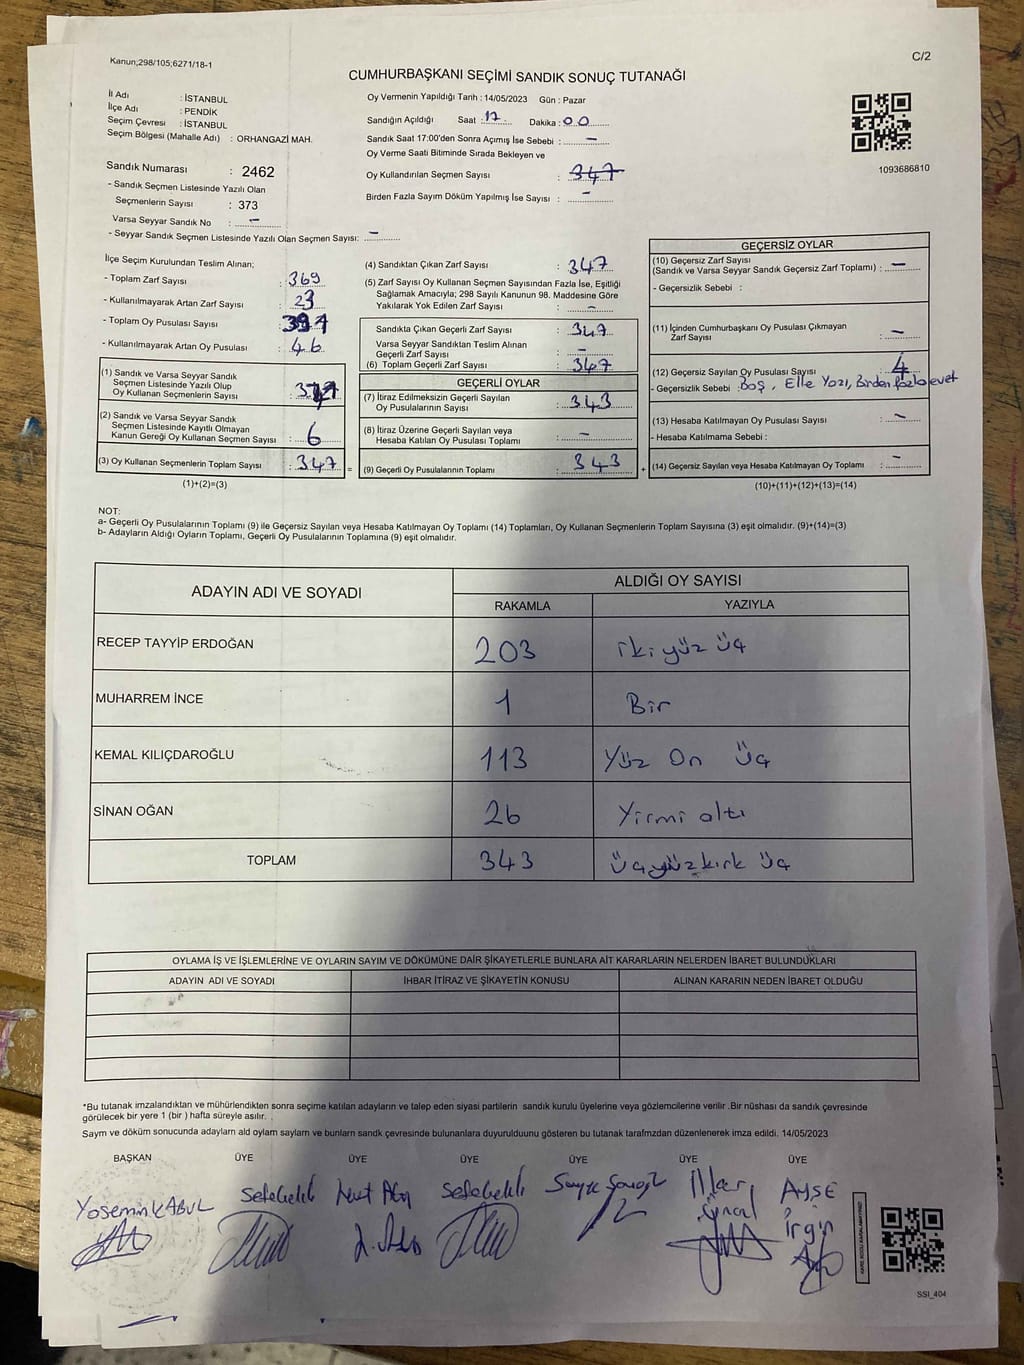 Kanun;298/105;6271/18-1
C/2
CUMHURBAŞKANI SEÇİMİ SANDIK SONUÇ TUTANAĞI
İl Adı : İSTANBUL
İlçe Adı : PENDİK
Seçim Çevresi : İSTANBUL
Seçim Bölgesi (Mahalle Adı) : ORHANGAZİ MAH.
Sandık Numarası : 2462
- Sandık Seçmen Listesinde Yazılı Olan
Seçmenlerin Sayısı : 373
Varsa Seyyar Sandık No : -
- Seyyar Sandık Seçmen Listesinde Yazılı Olan Seçmen Sayısı: -
Oy Vermenin Yapıldığı Tarih : 14/05/2023 Gün : Pazar
Sandığın Açıldığı Saat : 17 Dakika : 00
Sandık Saat 17:00'den Sonra Açımış İse Sebebi : -
Oy Verme Saati Bitiminde Sırada Bekleyen ve
Oy Kullandırılan Seçmen Sayısı : 347
Birden Fazla Sayım Döküm Yapılmış İse Sayısı : -
1093686810
İlçe Seçim Kurulundan Teslim Alınan;
- Toplam Zarf Sayısı : 369
- Kullanılmayarak Artan Zarf Sayısı : 23
- Toplam Oy Pusulası Sayısı :
- Kullanılmayarak Artan Oy Pusulası : 46
(1) Sandık ve Varsa Seyyar Sandık
Seçmen Listesinde Yazılı Olup
Oy Kullanan Seçmenlerin Sayısı :
(2) Sandık ve Varsa Seyyar Sandık
Seçmen Listesinde Kayıtlı Olmayan
Kanun Gereği Oy Kullanan Seçmen Sayısı : 6
(3) Oy Kullanan Seçmenlerin Toplam Sayısı : 347 =
(1)+(2)=(3)
(4) Sandıktan Çıkan Zarf Sayısı : 347
(5) Zarf Sayısı Oy Kullanan Seçmen Sayısından Fazla İse, Eşitliği
Sağlamak Amacıyla; 298 Sayılı Kanunun 98. Maddesine Göre
Yakılarak Yok Edilen Zarf Sayısı : -
Sandıkta Çıkan Geçerli Zarf Sayısı : 347
Varsa Seyyar Sandıktan Teslim Alınan
Geçerli Zarf Sayısı : -
(6) Toplam Geçerli Zarf Sayısı : 347
GEÇERLİ OYLAR
(7) İtiraz Edilmeksizin Geçerli Sayılan
Oy Pusulalarının Sayısı : 343
(8) İtiraz Üzerine Geçerli Sayılan veya
Hesaba Katılan Oy Pusulası Toplamı : -
(9) Geçerli Oy Pusulalarının Toplamı : 343 +
GEÇERSİZ OYLAR
(10) Geçersiz Zarf Sayısı
(Sandık ve Varsa Seyyar Sandık Geçersiz Zarf Toplamı) : -
- Geçersizlik Sebebi :
(11) İçinden Cumhurbaşkanı Oy Pusulası Çıkmayan
Zarf Sayısı : -
(12) Geçersiz Sayılan Oy Pusulası Sayısı : 4
- Geçersizlik Sebebi : Boş, Elle Yazı, Birden fazla evet
(13) Hesaba Katılmayan Oy Pusulası Sayısı : -
- Hesaba Katılmama Sebebi :
(14) Geçersiz Sayılan veya Hesaba Katılmayan Oy Toplamı : -
(10)+(11)+(12)+(13)=(14)
NOT:
a- Geçerli Oy Pusulalarının Toplamı (9) ile Geçersiz Sayılan veya Hesaba Katılmayan Oy Toplamı (14) Toplamları, Oy Kullanan Seçmenlerin Toplam Sayısına (3) eşit olmalıdır. (9)+(14)=(3)
b- Adayların Aldığı Oyların Toplamı, Geçerli Oy Pusulalarının Toplamına (9) eşit olmalıdır.
ADAYIN ADI VE SOYADI
ALDIĞI OY SAYISI
RAKAMLA YAZIYLA
RECEP TAYYİP ERDOĞAN 203 iki yüz üç
MUHARREM İNCE 1 Bir
KEMAL KILIÇDAROĞLU 113 Yüz On üç
SİNAN OĞAN 26 Yirmi altı
TOPLAM 343 üçyüzkırk üç
OYLAMA İŞ VE İŞLEMLERİNE VE OYLARIN SAYIM VE DÖKÜMÜNE DAİR ŞİKAYETLERLE BUNLARA AİT KARARLARIN NELERDEN İBARET BULUNDUKLARI
ADAYIN ADI VE SOYADI İHBAR İTİRAZ VE ŞİKAYETİN KONUSU ALINAN KARARIN NEDEN İBARET OLDUĞU
*Bu tutanak imzalandıktan ve mühürlendikten sonra seçime katılan adayların ve talep eden siyasi partilerin sandık kurulu üyelerine veya gözlemcilerine verilir .Bir nüshası da sandık çevresinde
görülecek bir yere 1 (bir ) hafta süreyle asılır.
Sayım ve döküm sonucunda adayların ald oylam saylam ve bunlarn sandk çevresinde bulunanlara duyurulduunu gösteren bu tutanak tarafmzdan düzenlenerek imza edildi. 14/05/2023
BAŞKAN ÜYE ÜYE ÜYE ÜYE ÜYE ÜYE
Yasemin KABUL
AYŞE
İrgin
SSI_404